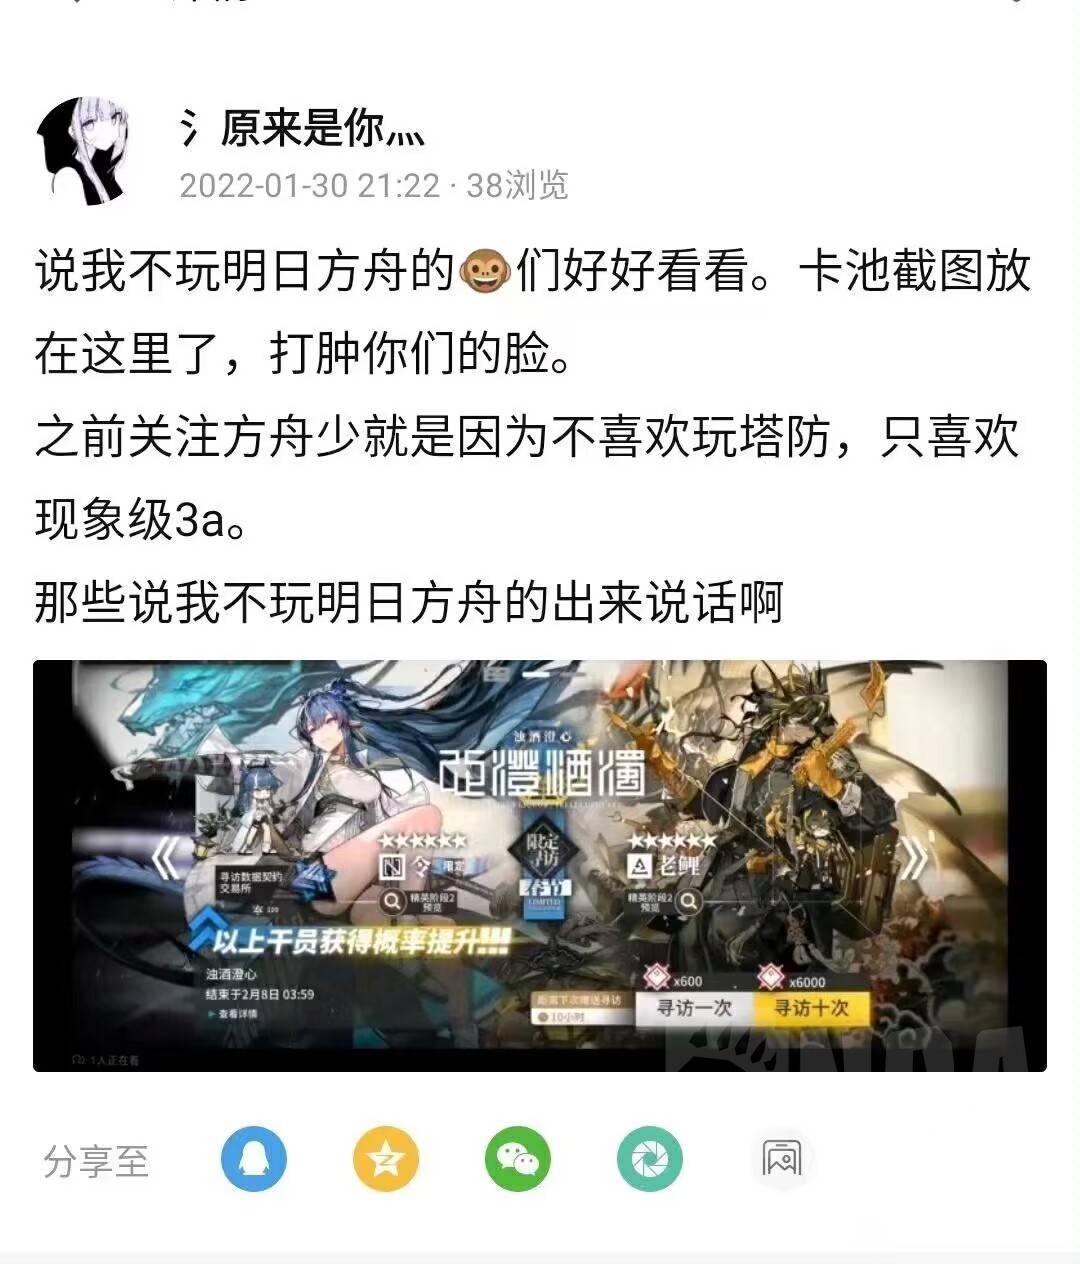 氵原来是你灬
2022-01-30 21:22 · 38浏览
说我不玩明日方舟的🐵们好好看看。卡池截图放
在这里了，打肿你们的脸。
之前关注方舟少就是因为不喜欢玩塔防，只喜欢
现象级3a。
那些说我不玩明日方舟的出来说话啊
浊酒澄心
澄酒濁
限定
寻访
春节
LIMITED
★★★★★★
令 限定
精英阶段2
预览
★★★★★★
老鲤
精英阶段2
预览
寻访数据契约
交易所
以上干员获得概率提升!!!
浊酒澄心
结束于2月8日 03:59
查看详情
距离下次赠送寻访
10小时
x600
寻访一次
x6000
寻访十次
1人正在看
分享至